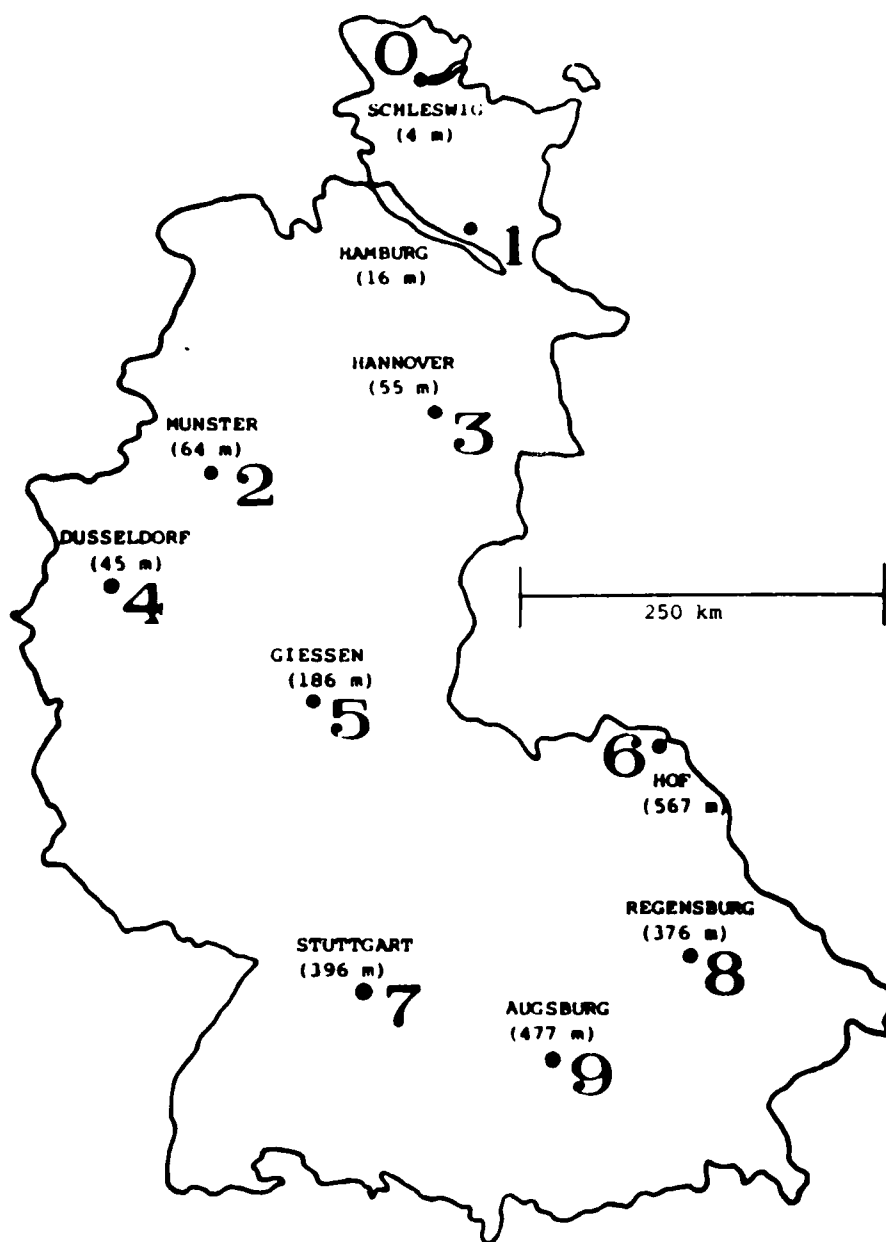 0
SCHLESWIG
(4 m)
1
HAMBURG
(16 m)
HANNOVER
(55 m)
3
MUNSTER
(64 m)
2
DUSSELDORF
(45 m)
4
250 km
GIESSEN
(186 m)
5
6
HOF
(567 m)
REGENSBURG
(376 m)
8
STUTTGART
(396 m)
7
AUGSBURG
(477 m)
9